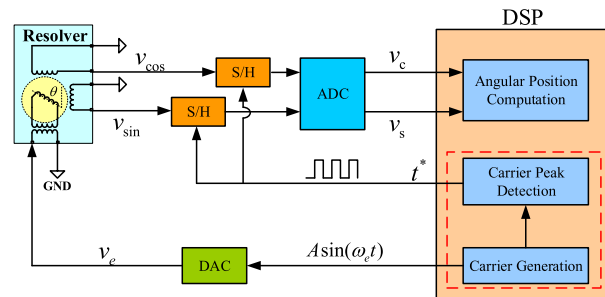 DSP
Resolver
θ
v_cos
v_sin
GND
S/H
S/H
ADC
v_c
v_s
Angular Position
Computation
t*
Carrier Peak
Detection
v_e
DAC
A sin(ω_e t)
Carrier Generation